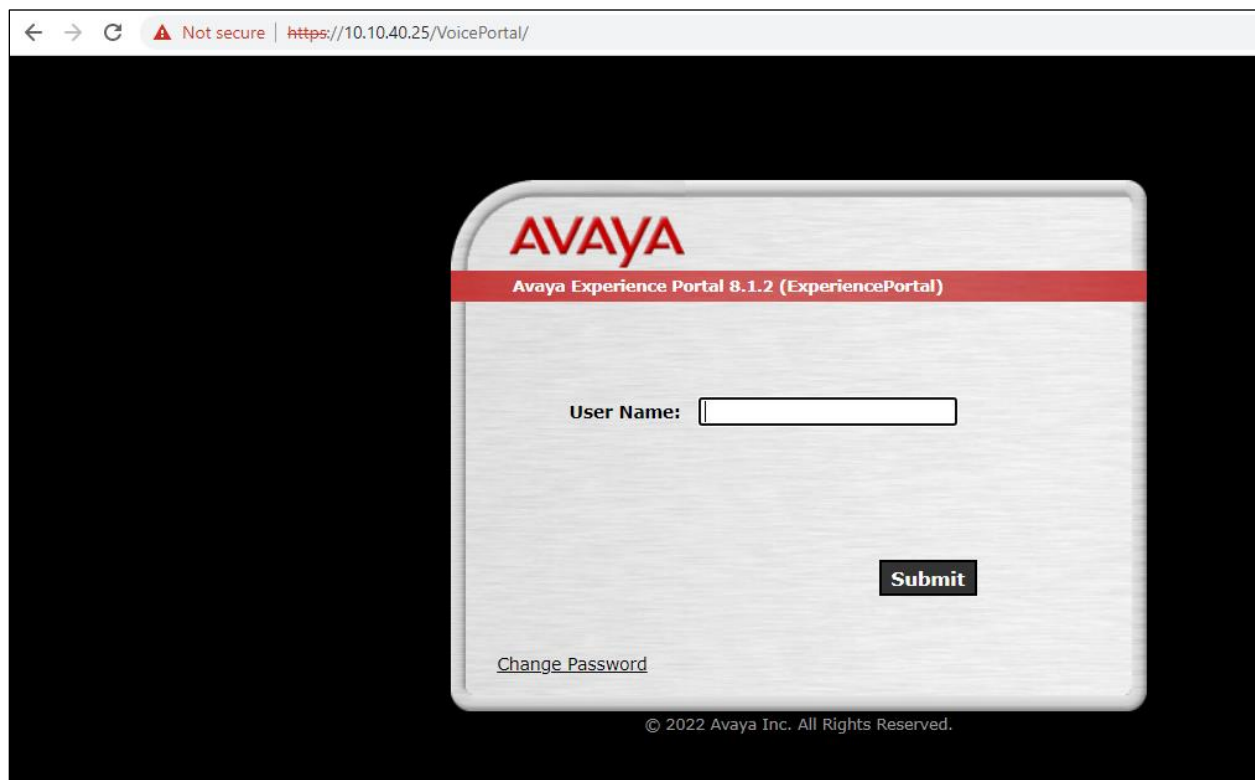 Not secure | https://10.10.40.25/VoicePortal/
AVAYA
Avaya Experience Portal 8.1.2 (ExperiencePortal)
User Name:
Submit
Change Password
© 2022 Avaya Inc. All Rights Reserved.